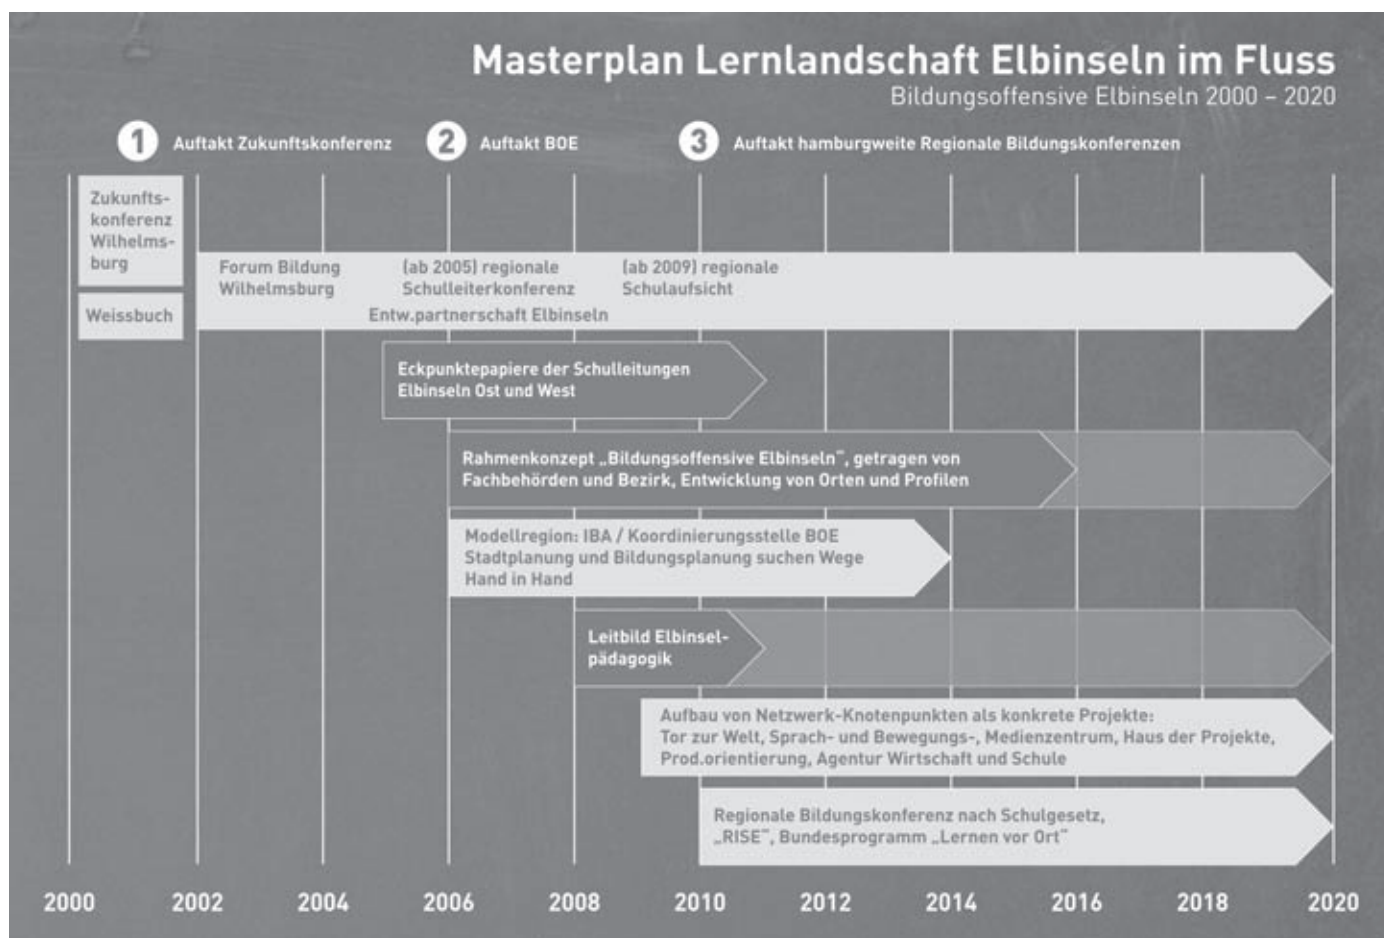 Masterplan Lernlandschaft Elbinseln im Fluss
Bildungsoffensive Elbinseln 2000 – 2020
1 Auftakt Zukunftskonferenz
2 Auftakt BOE
3 Auftakt hamburgweite Regionale Bildungskonferenzen
Zukunfts-
konferenz
Wilhelms-
burg
Weissbuch
Forum Bildung
Wilhelmsburg
(ab 2005) regionale
Schulleiterkonferenz
Entw.partnerschaft Elbinseln
(ab 2009) regionale
Schulaufsicht
Eckpunktepapiere der Schulleitungen
Elbinseln Ost und West
Rahmenkonzept „Bildungsoffensive Elbinseln“, getragen von
Fachbehörden und Bezirk, Entwicklung von Orten und Profilen
Modellregion: IBA / Koordinierungsstelle BOE
Stadtplanung und Bildungsplanung suchen Wege
Hand in Hand
Leitbild Elbinsel-
pädagogik
Aufbau von Netzwerk-Knotenpunkten als konkrete Projekte:
Tor zur Welt, Sprach- und Bewegungs-, Medienzentrum, Haus der Projekte,
Prod.orientierung, Agentur Wirtschaft und Schule
Regionale Bildungskonferenz nach Schulgesetz,
„RISE“, Bundesprogramm „Lernen vor Ort“
2000 2002 2004 2006 2008 2010 2012 2014 2016 2018 2020